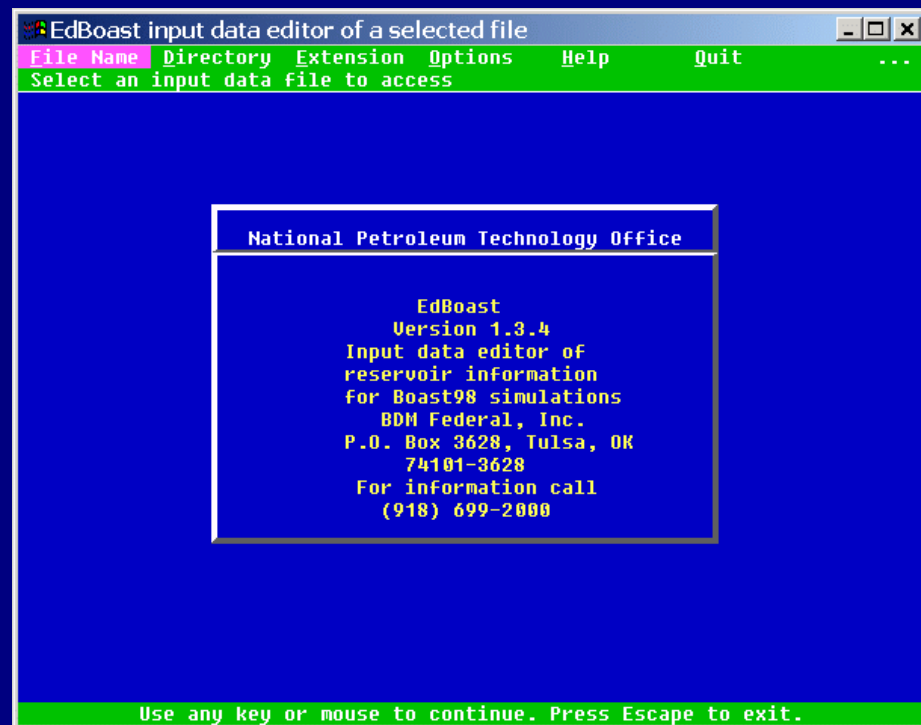 EdBoast input data editor of a selected file
File Name Directory Extension Options Help Quit ...
Select an input data file to access
National Petroleum Technology Office
EdBoast
Version 1.3.4
Input data editor of
reservoir information
for Boast98 simulations
BDM Federal, Inc.
P.O. Box 3628, Tulsa, OK
74101-3628
For information call
(918) 699-2000
Use any key or mouse to continue. Press Escape to exit.